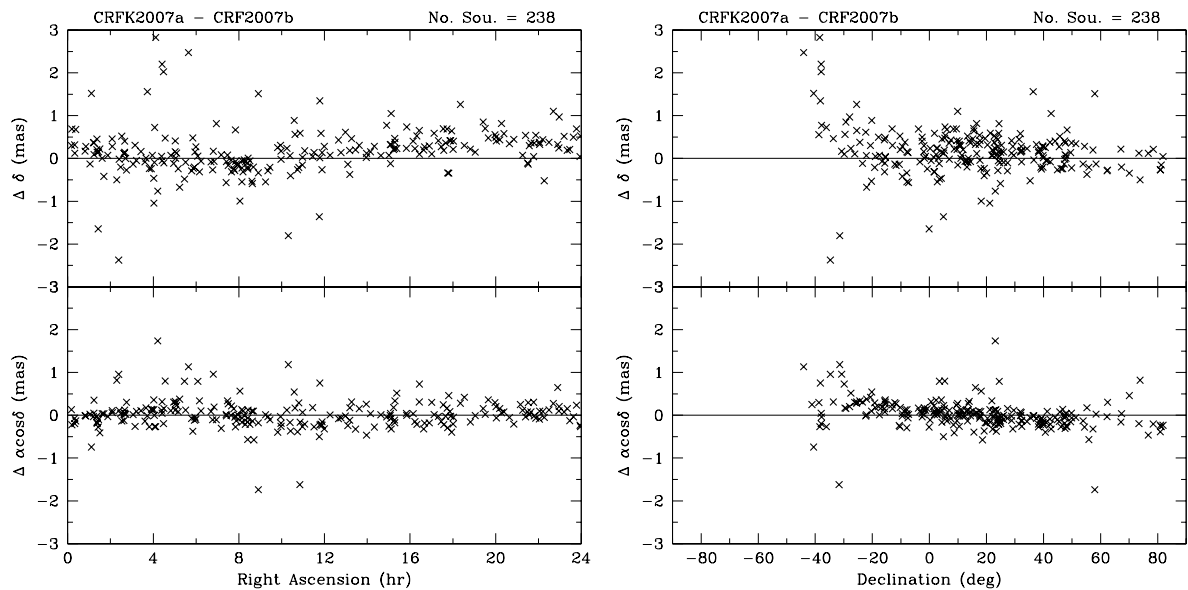 CRFK2007a − CRF2007b No. Sou. = 238
3
2
1
0
−1
−2
−3
Δ δ (mas)
2
1
0
−1
−2
−3
Δ αcosδ (mas)
0 4 8 12 16 20 24
Right Ascension (hr)
CRFK2007a − CRF2007b No. Sou. = 238
3
2
1
0
−1
−2
−3
Δ δ (mas)
2
1
0
−1
−2
−3
Δ αcosδ (mas)
−80 −60 −40 −20 0 20 40 60 80
Declination (deg)